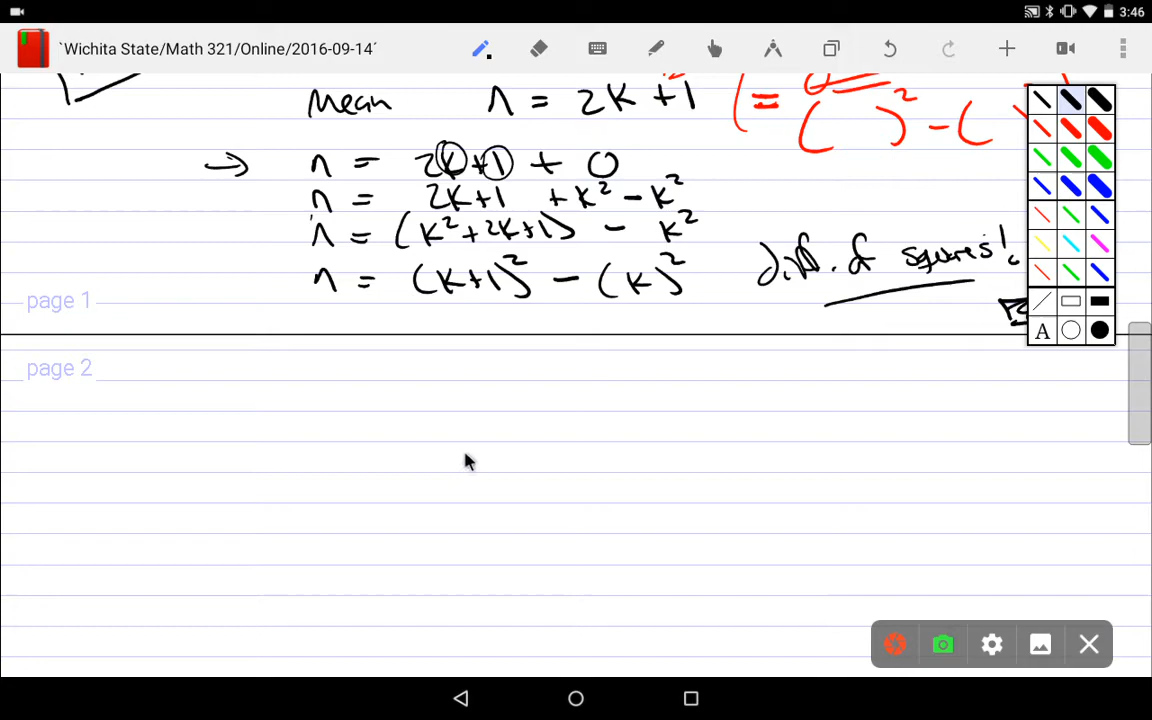 3:46
`Wichita State/Math 321/Online/2016-09-14´
Mean n = 2k+1
( = ( )² - (
→ n = 2k+1 + 0
n = 2k+1 +k² - k²
n = (k²+2k+1) - k²
n = (k+1)² - (k)² diff. of squares!
page 1
A
page 2